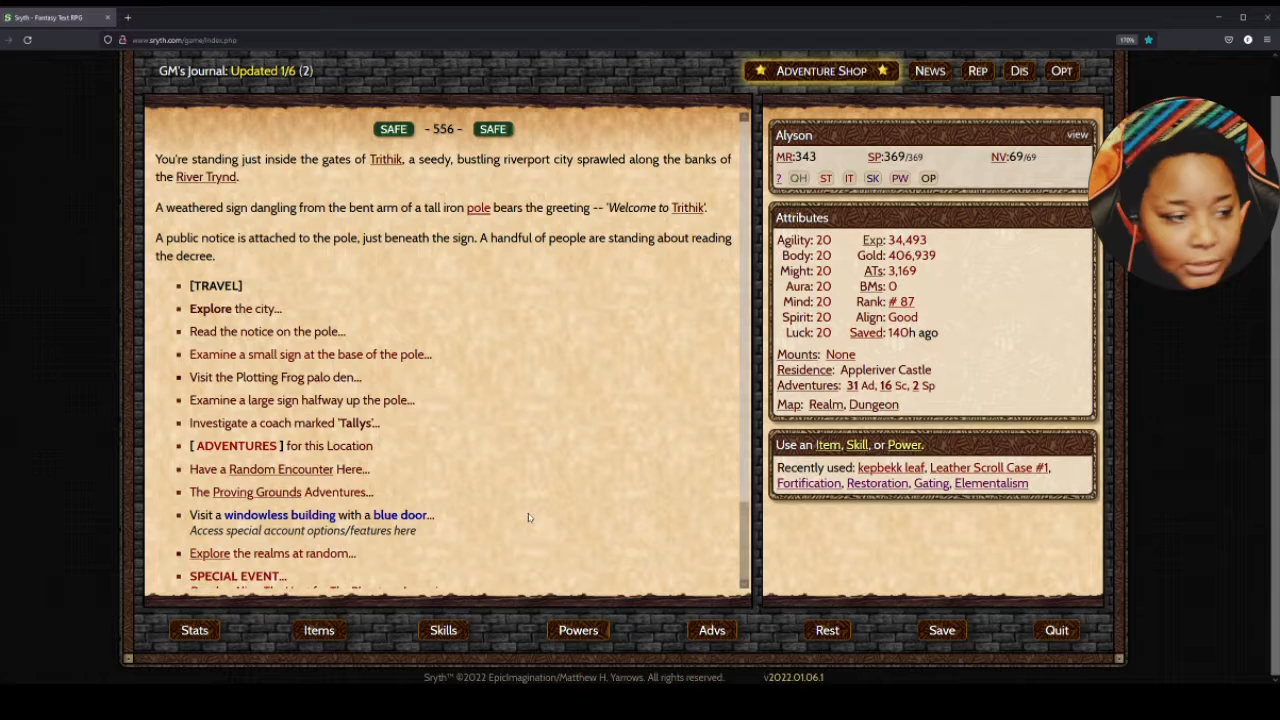 Sryth - Fantasy Text RPG
www.sryth.com/game/index.php
170%
GM's Journal: Updated 1/6 (2)
ADVENTURE SHOP
NEWS
REP
DIS
OPT
SAFE - 556 - SAFE
You're standing just inside the gates of Trithik, a seedy, bustling riverport city sprawled along the banks of
the River Trynd.
A weathered sign dangling from the bent arm of a tall iron pole bears the greeting -- 'Welcome to Trithik'.
A public notice is attached to the pole, just beneath the sign. A handful of people are standing about reading
the decree.
[TRAVEL]
Explore the city...
Read the notice on the pole...
Examine a small sign at the base of the pole...
Visit the Plotting Frog palo den...
Examine a large sign halfway up the pole...
Investigate a coach marked 'Tallys'...
[ ADVENTURES ] for this Location
Have a Random Encounter Here...
The Proving Grounds Adventures...
Visit a windowless building with a blue door...
Access special account options/features here
Explore the realms at random...
SPECIAL EVENT...
Alyson
view
MR:343 SP:369/369 NV:69/69
? QH ST IT SK PW OP
Attributes
Agility: 20 Exp: 34,493
Body: 20 Gold: 406,939
Might: 20 ATs: 3,169
Aura: 20 BMs: 0
Mind: 20 Rank: # 87
Spirit: 20 Align: Good
Luck: 20 Saved: 140h ago
Mounts: None
Residence: Appleriver Castle
Adventures: 31 Ad, 16 Sc, 2 Sp
Map: Realm, Dungeon
Use an Item, Skill, or Power.
Recently used: kepbekk leaf, Leather Scroll Case #1,
Fortification, Restoration, Gating, Elementalism
Stats
Items
Skills
Powers
Advs
Rest
Save
Quit
Sryth™ ©2022 EpicImagination/Matthew H. Yarrows. All rights reserved.
v2022.01.06.1